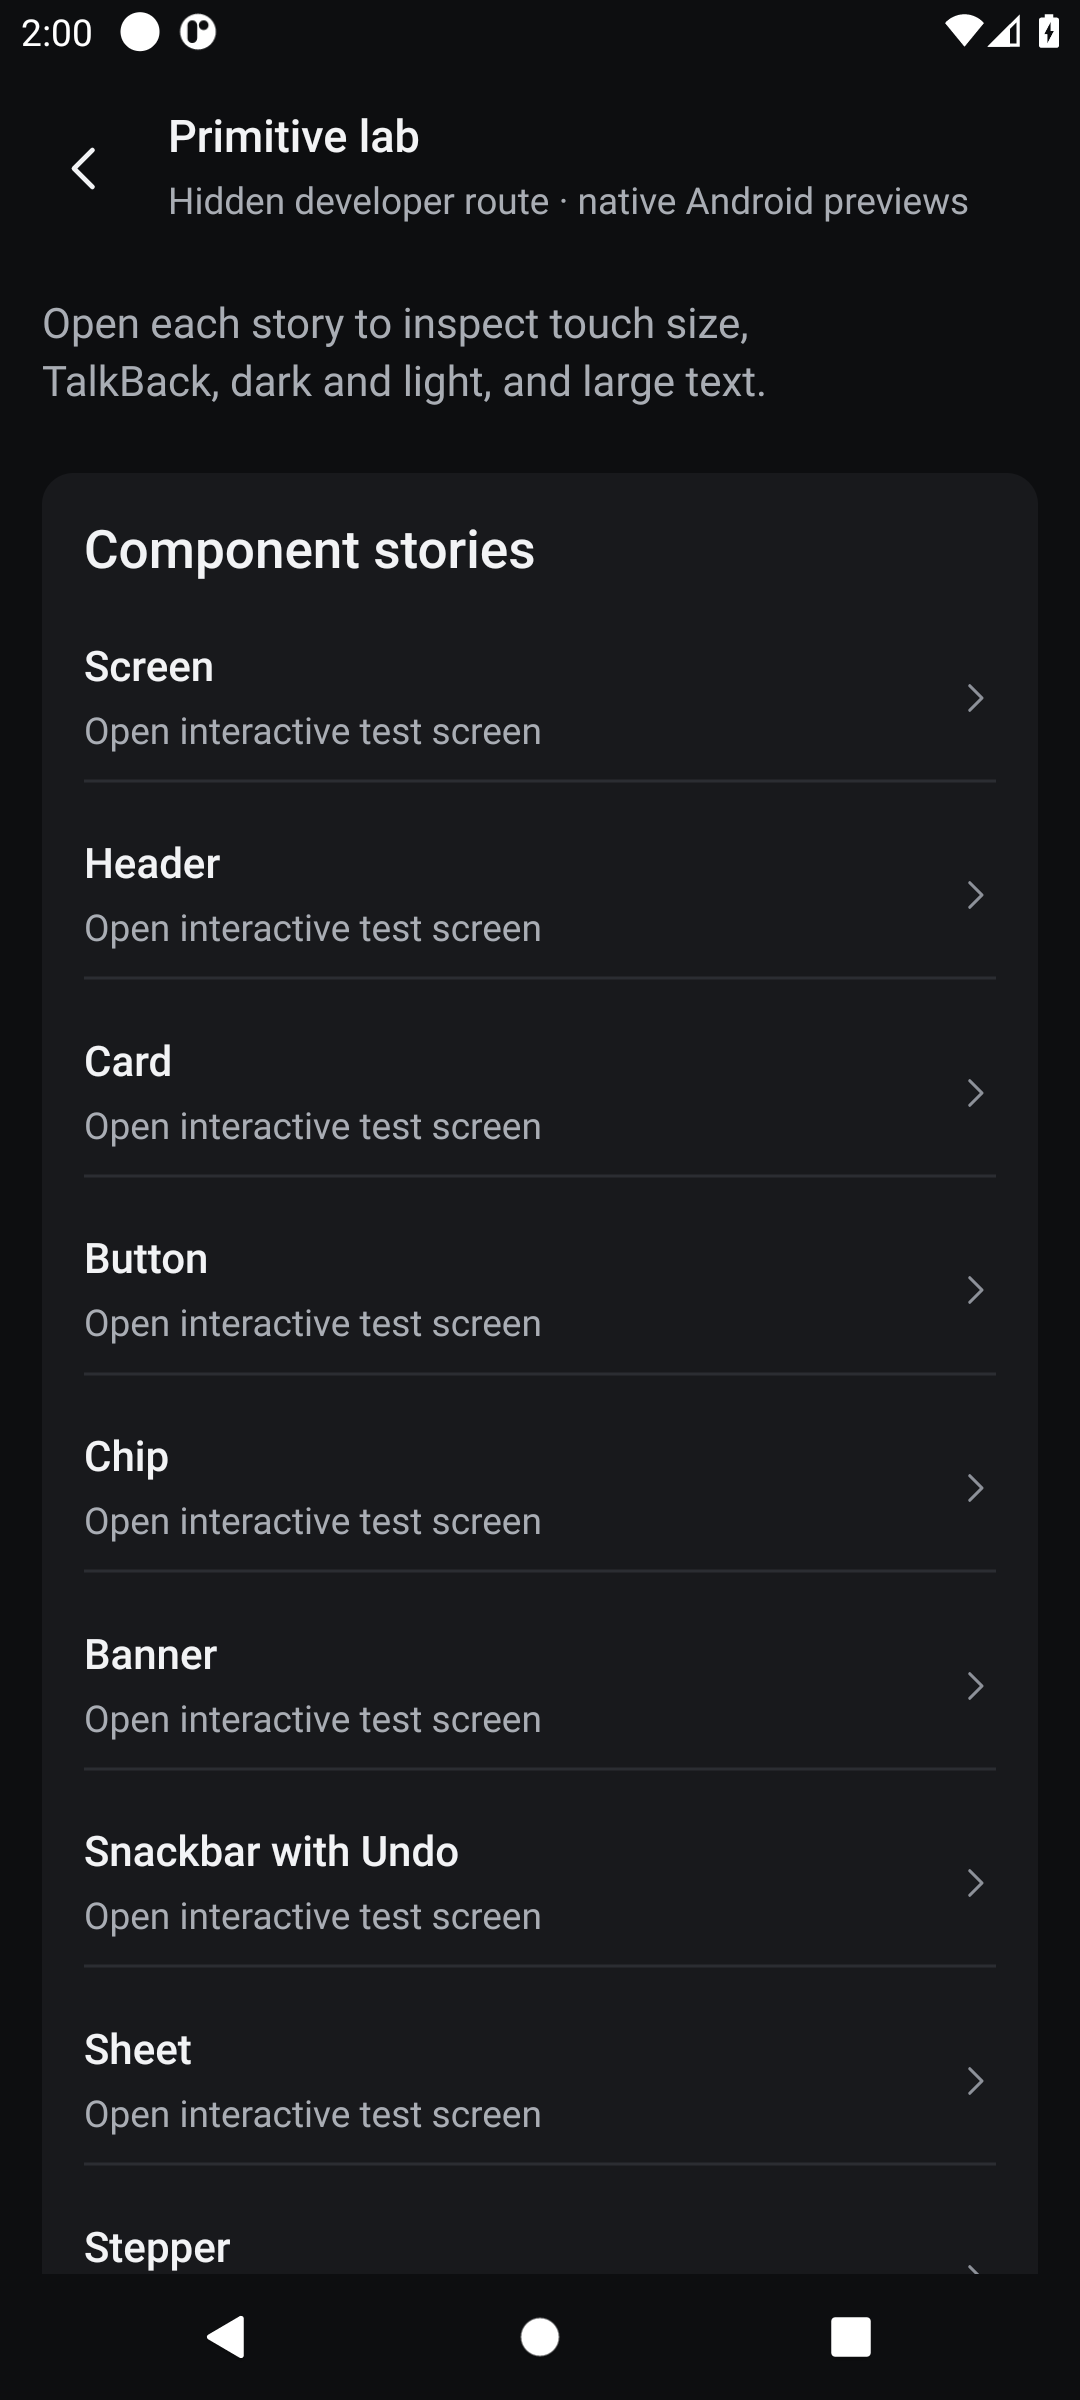 2:00
Primitive lab
Hidden developer route · native Android previews
Open each story to inspect touch size,
TalkBack, dark and light, and large text.
Component stories
Screen
Open interactive test screen
Header
Open interactive test screen
Card
Open interactive test screen
Button
Open interactive test screen
Chip
Open interactive test screen
Banner
Open interactive test screen
Snackbar with Undo
Open interactive test screen
Sheet
Open interactive test screen
Stepper